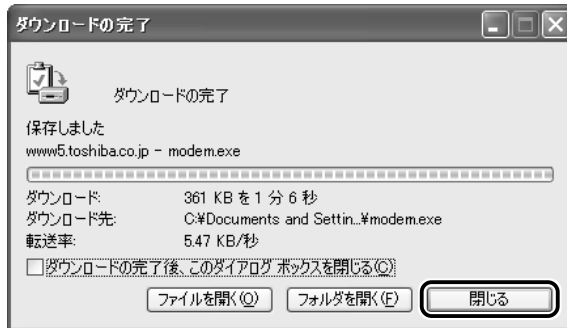 ダウンロードの完了
ダウンロードの完了
保存しました
www5.toshiba.co.jp - modem.exe
ダウンロード: 361 KB を 1 分 6 秒
ダウンロード先: C:¥Documents and Settin...¥modem.exe
転送率: 5.47 KB/秒
ダウンロードの完了後、このダイアログ ボックスを閉じる(C)
ファイルを開く(O) フォルダを開く(F) 閉じる